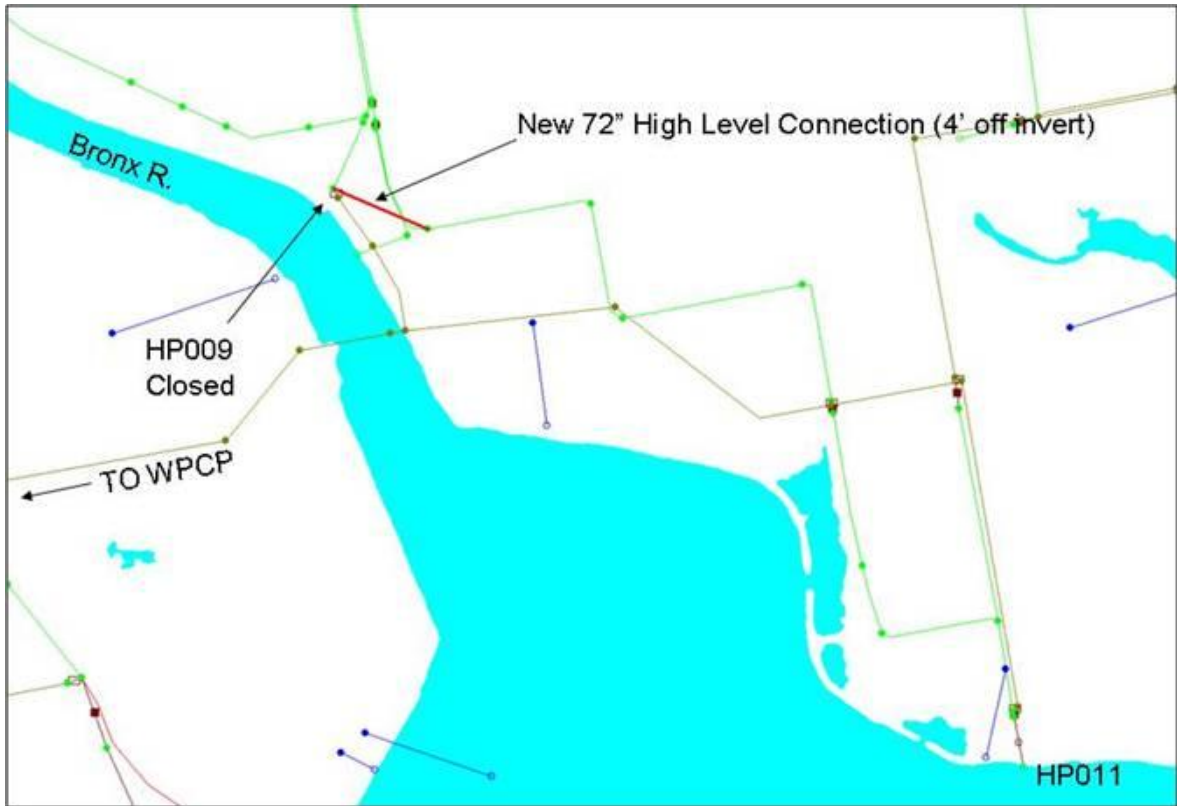 New 72” High Level Connection (4’ off invert)
Bronx R.
HP009
Closed
TO WPCP
HP011